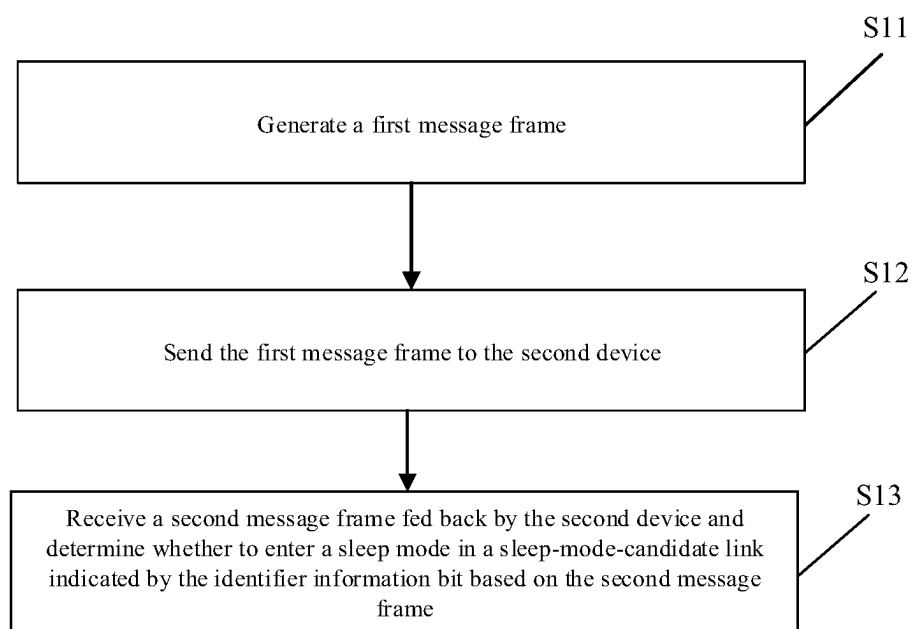 S11
Generate a first message frame
S12
Send the first message frame to the second device
S13
Receive a second message frame fed back by the second device and
determine whether to enter a sleep mode in a sleep-mode-candidate link
indicated by the identifier information bit based on the second message
frame